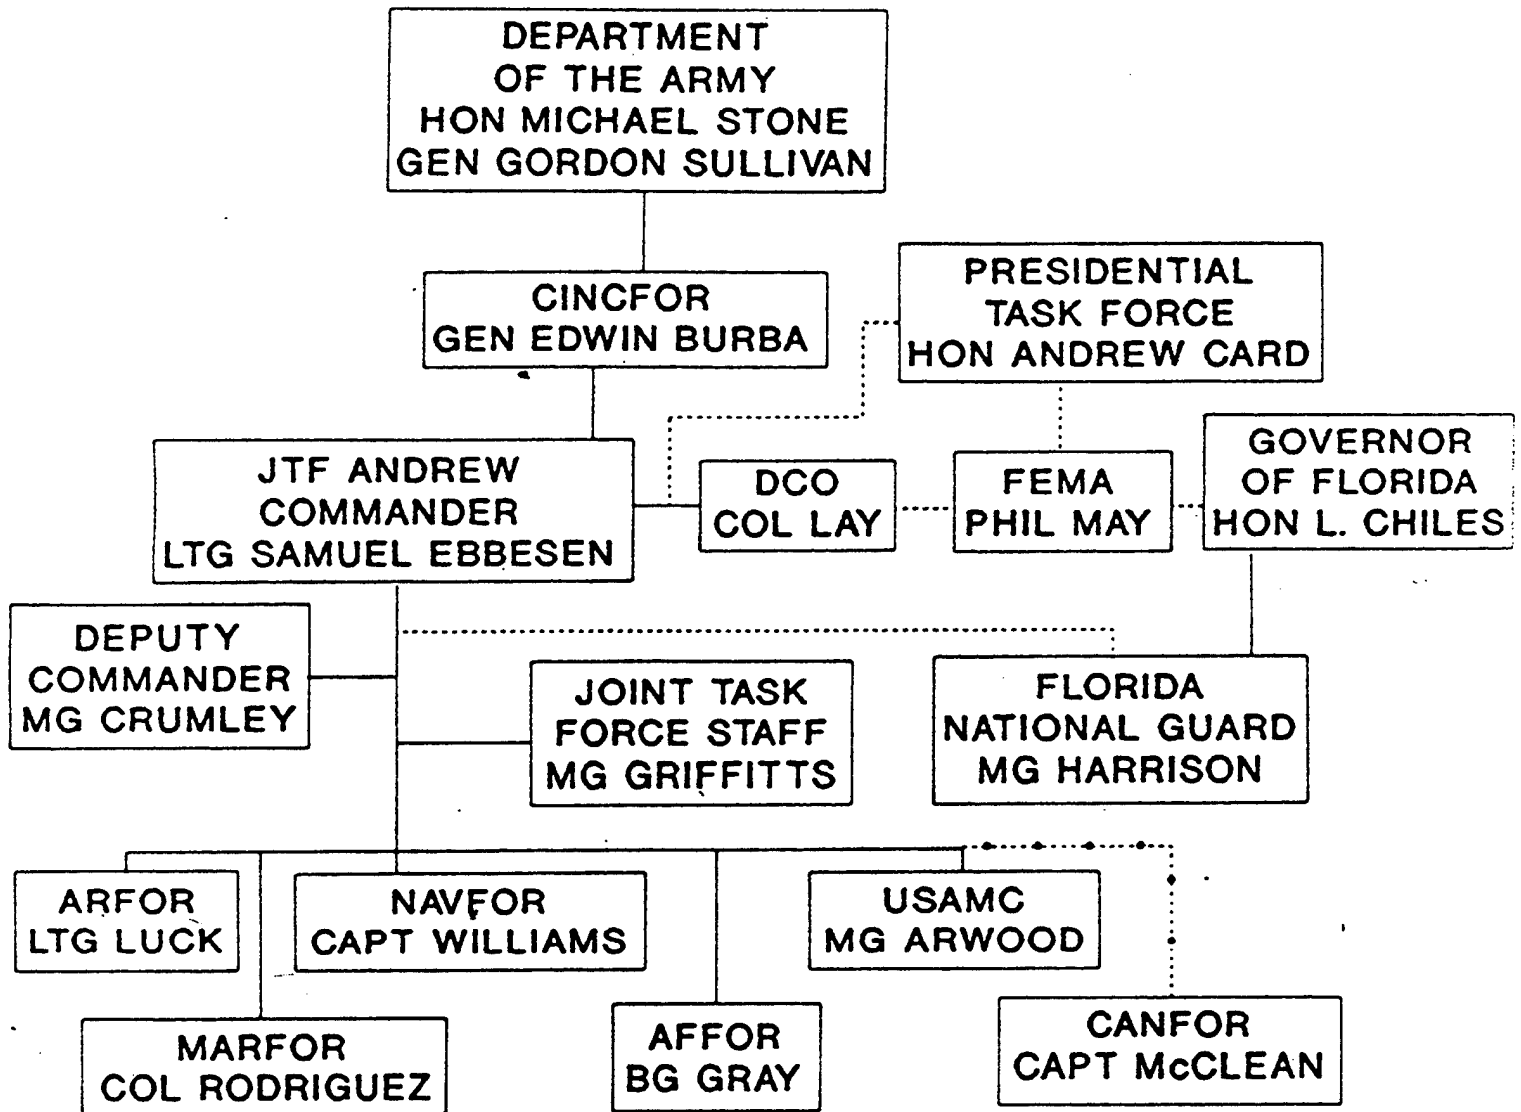 DEPARTMENT
OF THE ARMY
HON MICHAEL STONE
GEN GORDON SULLIVAN
CINCFOR
GEN EDWIN BURBA
PRESIDENTIAL
TASK FORCE
HON ANDREW CARD
JTF ANDREW
COMMANDER
LTG SAMUEL EBBESEN
DCO
COL LAY
FEMA
PHIL MAY
GOVERNOR
OF FLORIDA
HON L. CHILES
DEPUTY
COMMANDER
MG CRUMLEY
JOINT TASK
FORCE STAFF
MG GRIFFITTS
FLORIDA
NATIONAL GUARD
MG HARRISON
ARFOR
LTG LUCK
NAVFOR
CAPT WILLIAMS
USAMC
MG ARWOOD
MARFOR
COL RODRIGUEZ
AFFOR
BG GRAY
CANFOR
CAPT McCLEAN